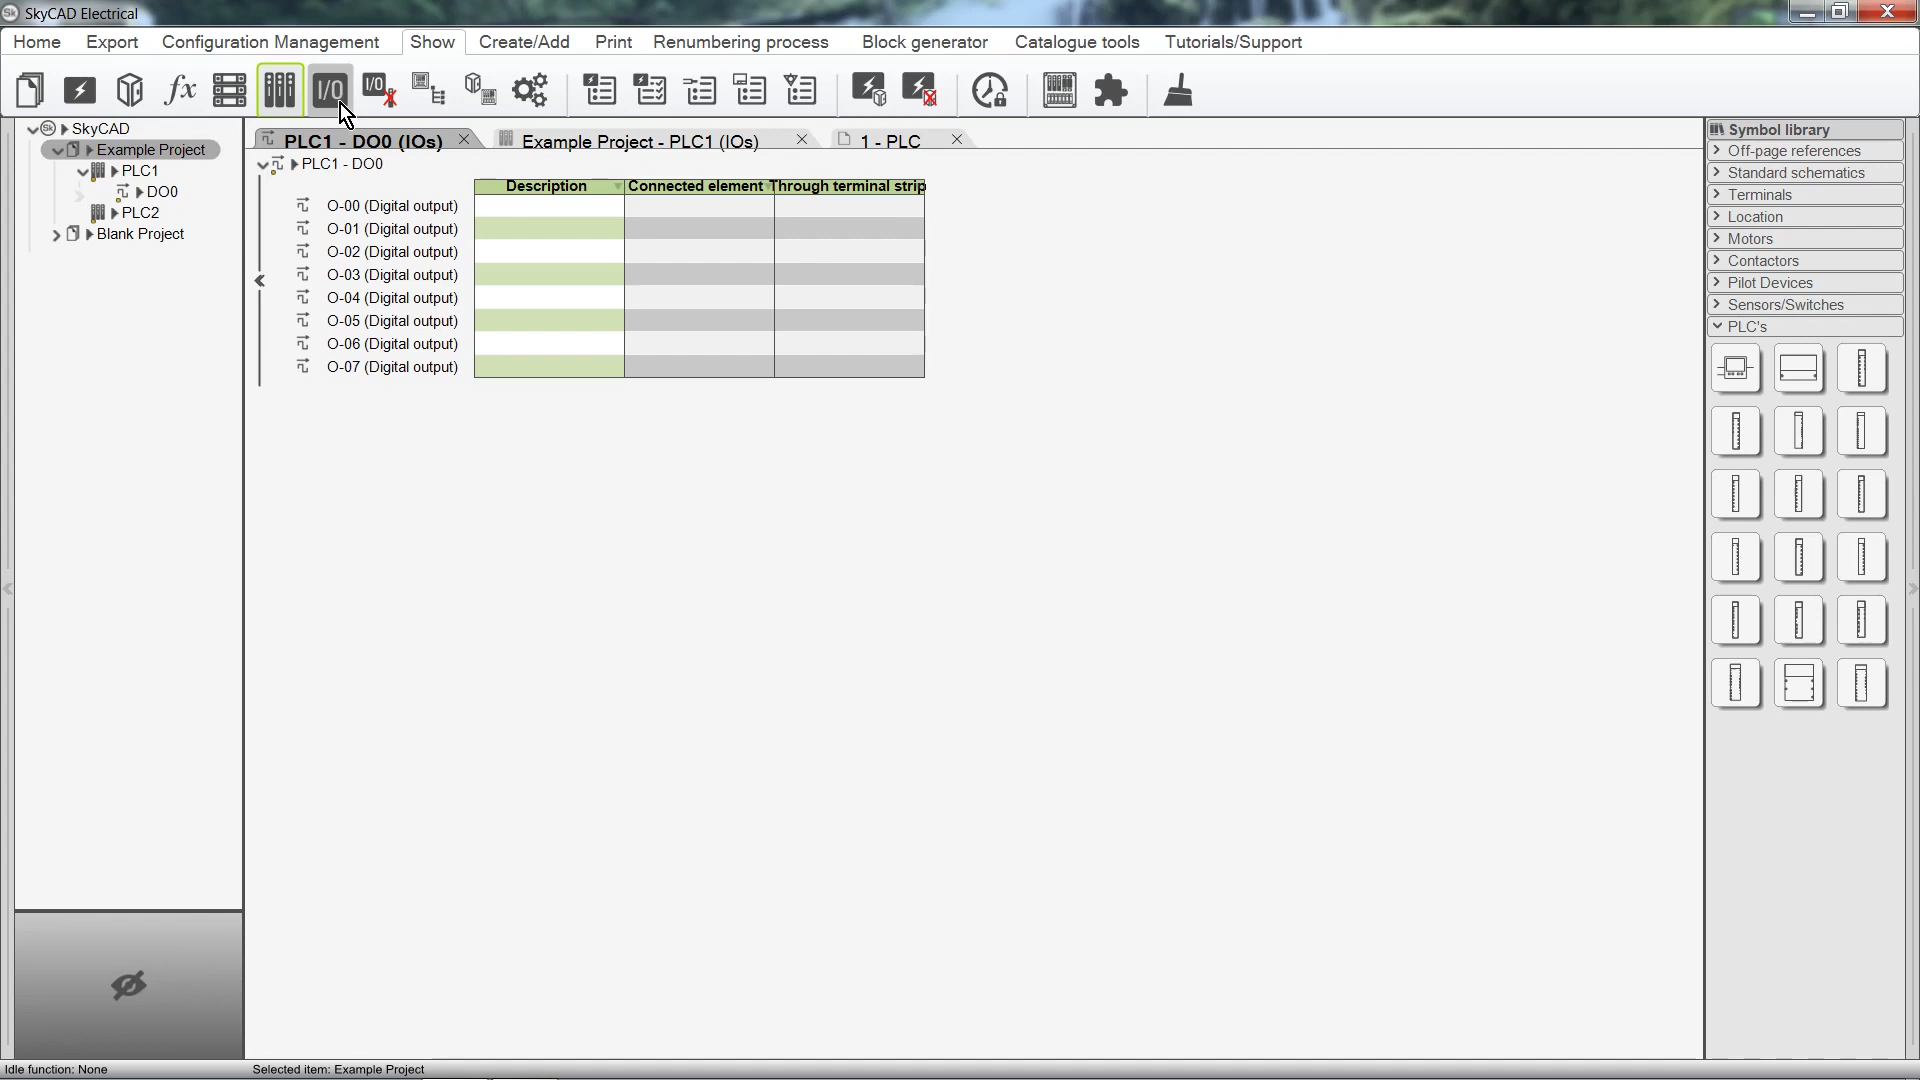 Sk SkyCAD Electrical
Home Export Configuration Management Show Create/Add Print Renumbering process Block generator Catalogue tools Tutorials/Support
fx I/O I/O
Sk SkyCAD
Example Project
PLC1
DO0
PLC2
Blank Project
PLC1 - DO0 (IOs) Example Project - PLC1 (IOs) 1 - PLC
PLC1 - DO0
Description Connected element Through terminal strip
O-00 (Digital output)
O-01 (Digital output)
O-02 (Digital output)
O-03 (Digital output)
O-04 (Digital output)
O-05 (Digital output)
O-06 (Digital output)
O-07 (Digital output)
Symbol library
Off-page references
Standard schematics
Terminals
Location
Motors
Contactors
Pilot Devices
Sensors/Switches
PLC's
Idle function: None Selected item: Example Project